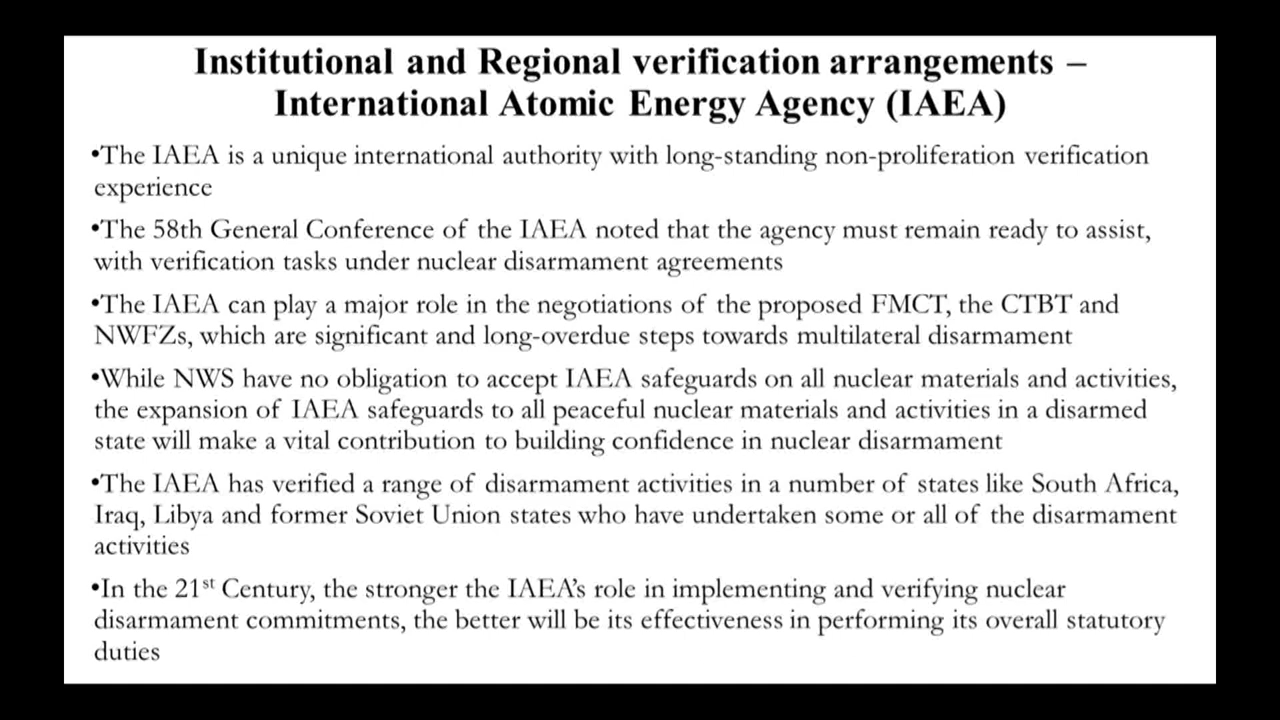 Institutional and Regional verification arrangements –
International Atomic Energy Agency (IAEA)
•The IAEA is a unique international authority with long-standing non-proliferation verification
experience
•The 58th General Conference of the IAEA noted that the agency must remain ready to assist,
with verification tasks under nuclear disarmament agreements
•The IAEA can play a major role in the negotiations of the proposed FMCT, the CTBT and
NWFZs, which are significant and long-overdue steps towards multilateral disarmament
•While NWS have no obligation to accept IAEA safeguards on all nuclear materials and activities,
the expansion of IAEA safeguards to all peaceful nuclear materials and activities in a disarmed
state will make a vital contribution to building confidence in nuclear disarmament
•The IAEA has verified a range of disarmament activities in a number of states like South Africa,
Iraq, Libya and former Soviet Union states who have undertaken some or all of the disarmament
activities
•In the 21st Century, the stronger the IAEA’s role in implementing and verifying nuclear
disarmament commitments, the better will be its effectiveness in performing its overall statutory
duties